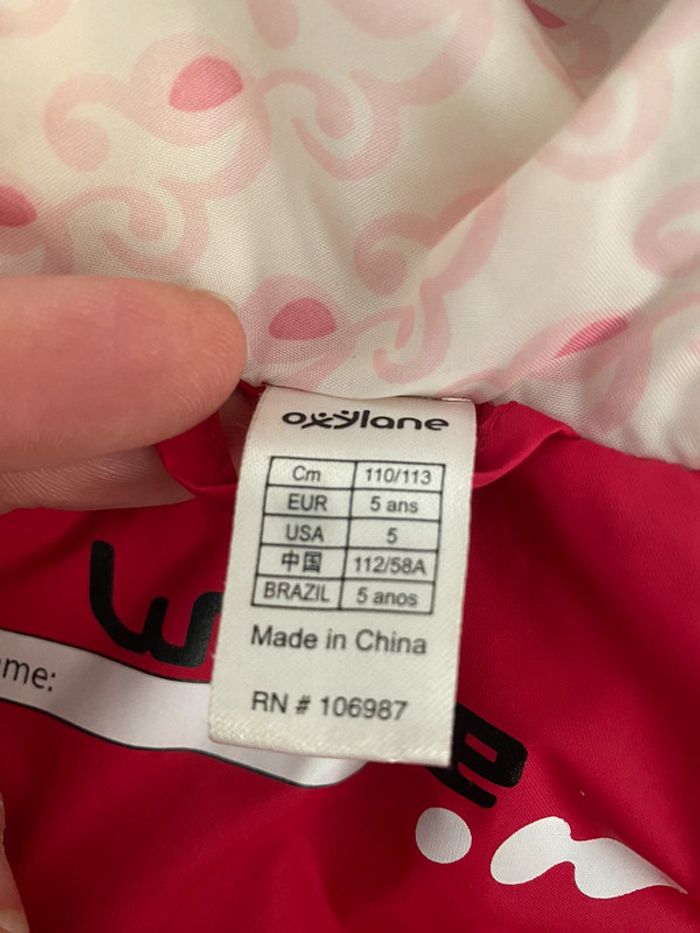 oxylane
Cm 110/113
EUR 5 ans
USA 5
中国 112/58A
BRAZIL 5 anos
Made in China
RN # 106987
me: